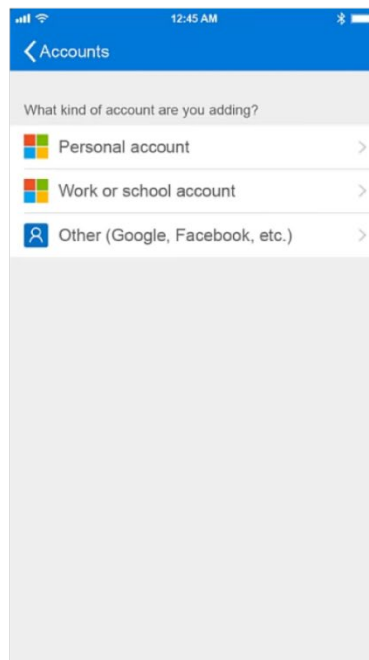 12:45 AM
Accounts
What kind of account are you adding?
Personal account
Work or school account
Other (Google, Facebook, etc.)